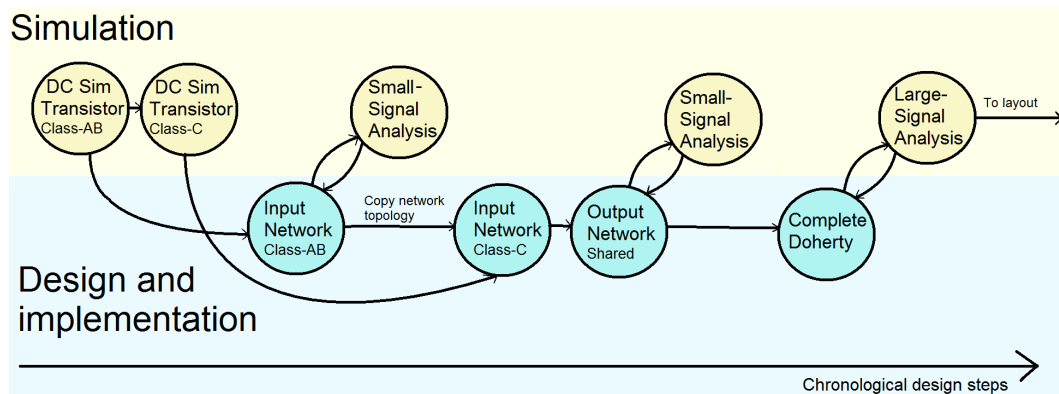 Simulation
DC Sim
Transistor
Class-AB
DC Sim
Transistor
Class-C
Small-
Signal
Analysis
Small-
Signal
Analysis
Large-
Signal
Analysis
To layout
Input
Network
Class-AB
Copy network
topology
Input
Network
Class-C
Output
Network
Shared
Complete
Doherty
Design and
implementation
Chronological design steps